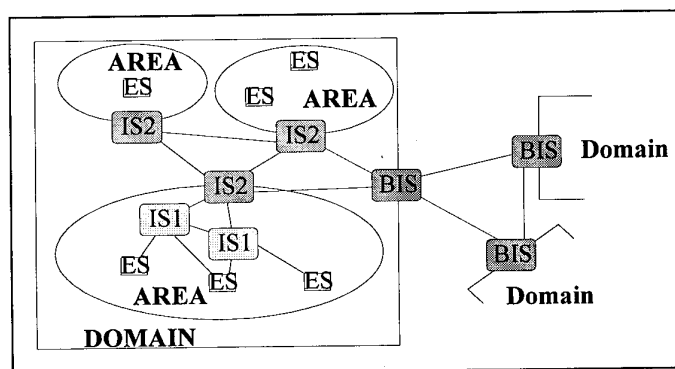 AREA
ES
ES
ES
AREA
IS2
IS2
BIS
Domain
IS2
BIS
IS1
IS1
BIS
ES
ES
ES
AREA
Domain
DOMAIN